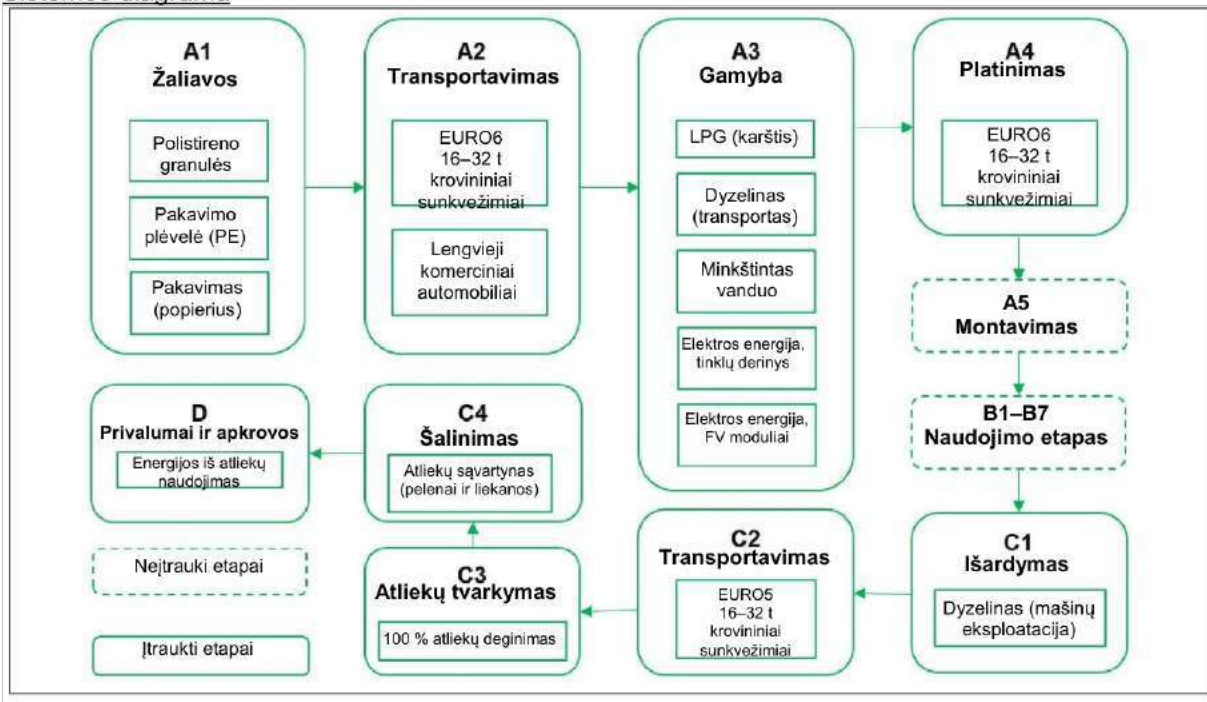 Sistemos diagrama
A1
Žaliavos
Polistireno
granulės
Pakavimo
plėvelė (PE)
Pakavimas
(popierius)
A2
Transportavimas
EURO6
16–32 t
krovininiai
sunkvežimiai
Lengvieji
komerciniai
automobiliai
A3
Gamyba
LPG (karštis)
Dyzelinas
(transportas)
Minkštintas
vanduo
Elektros energija,
tinklų derinys
Elektros energija,
FV moduliai
A4
Platinimas
EURO6
16–32 t
krovininiai
sunkvežimiai
A5
Montavimas
B1–B7
Naudojimo etapas
C1
Išardymas
Dyzelinas (mašinų
eksploatacija)
C2
Transportavimas
EURO5
16–32 t
krovininiai
sunkvežimiai
C3
Atliekų tvarkymas
100 % atliekų deginimas
C4
Šalinimas
Atliekų sąvartynas
(pelenai ir liekanos)
D
Privalumai ir apkrovos
Energijos iš atliekų
naudojimas
Neįtrauki etapai
Įtraukti etapai